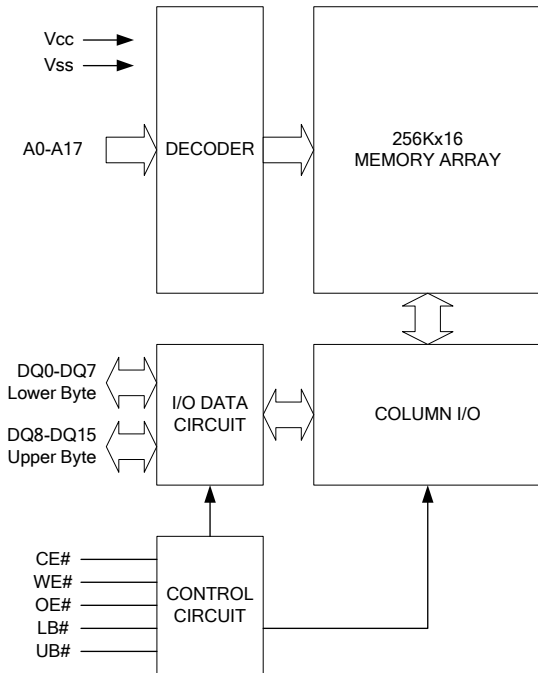 Vcc
Vss
A0-A17
DECODER
256Kx16
MEMORY ARRAY
DQ0-DQ7
Lower Byte
DQ8-DQ15
Upper Byte
I/O DATA
CIRCUIT
COLUMN I/O
CE#
WE#
OE#
LB#
UB#
CONTROL
CIRCUIT